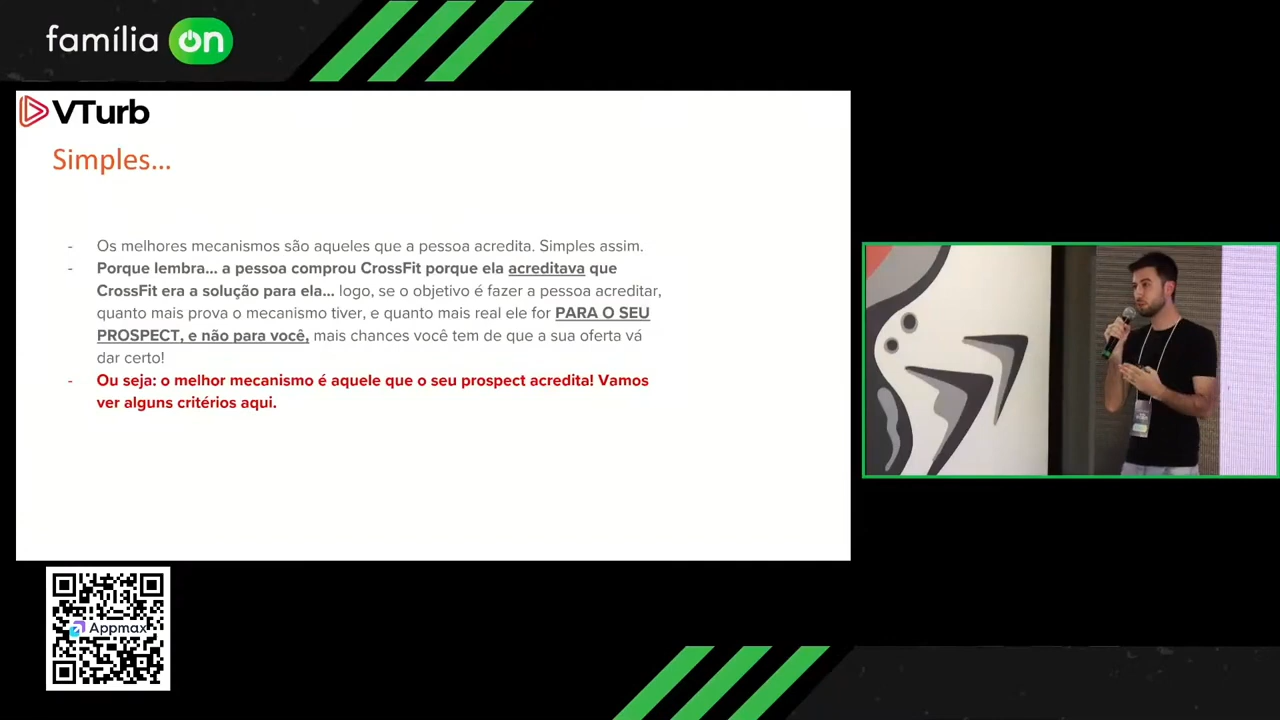 família on
VTurb
Simples...
- Os melhores mecanismos são aqueles que a pessoa acredita. Simples assim.
- Porque lembra... a pessoa comprou CrossFit porque ela acreditava que
CrossFit era a solução para ela... logo, se o objetivo é fazer a pessoa acreditar,
quanto mais prova o mecanismo tiver, e quanto mais real ele for PARA O SEU
PROSPECT, e não para você, mais chances você tem de que a sua oferta vá
dar certo!
- Ou seja: o melhor mecanismo é aquele que o seu prospect acredita! Vamos
ver alguns critérios aqui.
Appmax